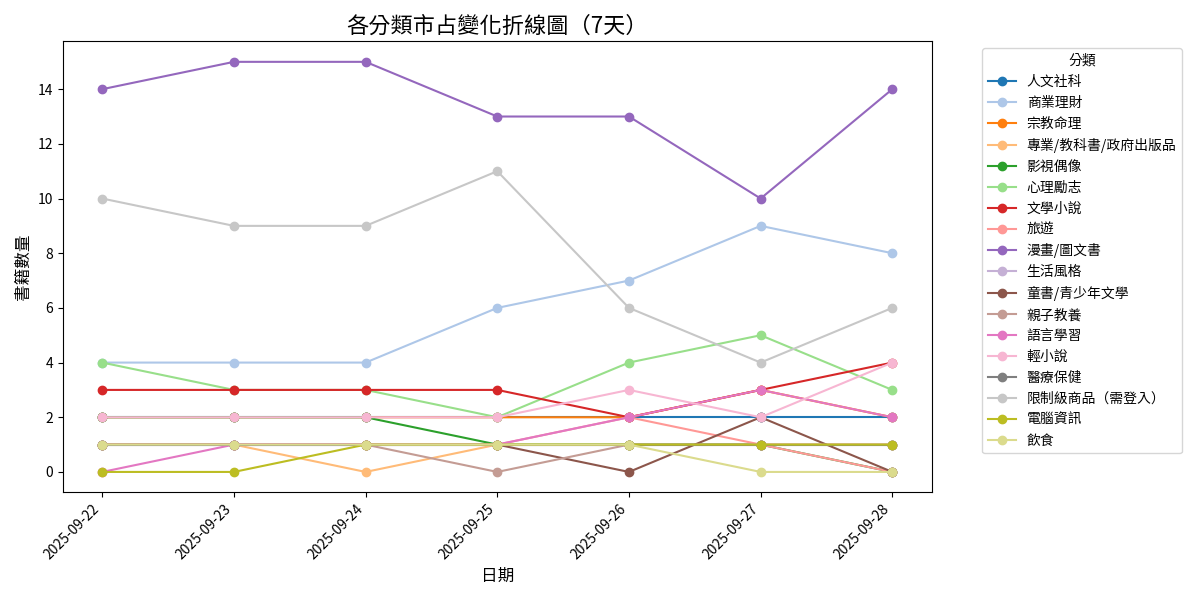 各分類市占變化折線圖（7天）
書籍數量
14
12
10
8
6
4
2
0
2025-09-22
2025-09-23
2025-09-24
2025-09-25
2025-09-26
2025-09-27
2025-09-28
日期
分類
人文社科
商業理財
宗教命理
專業/教科書/政府出版品
影視偶像
心理勵志
文學小說
旅遊
漫畫/圖文書
生活風格
童書/青少年文學
親子教養
語言學習
輕小說
醫療保健
限制級商品（需登入）
電腦資訊
飲食